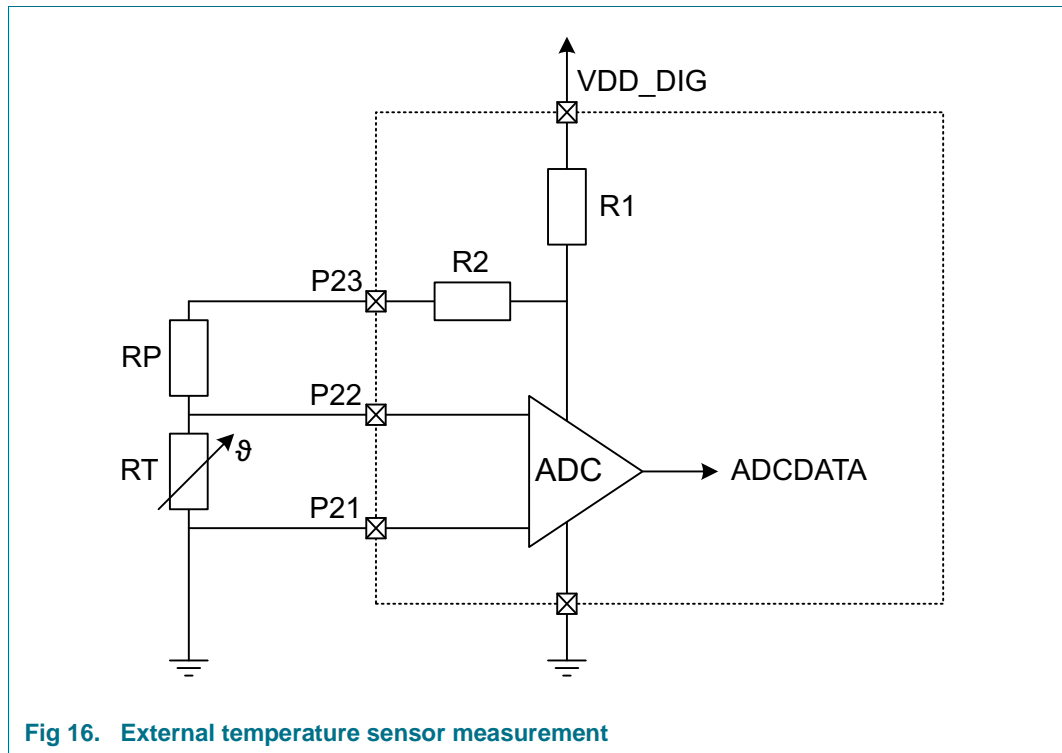 VDD_DIG
R1
R2
P23
RP
P22
RT
ϑ
ADC
ADCDATA
P21
Fig 16. External temperature sensor measurement